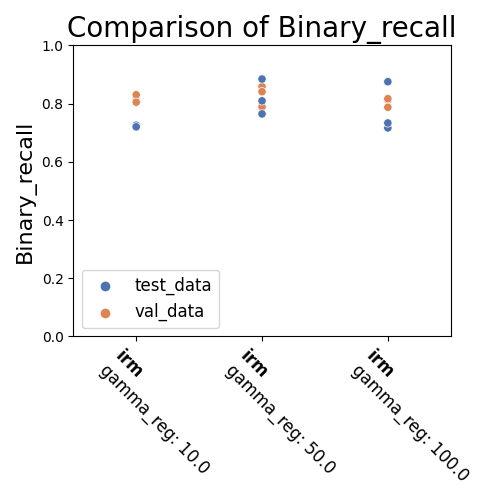 Comparison of Binary_recall
Binary_recall
1.0
0.8
0.6
0.4
0.2
0.0
test_data
val_data
irm
gamma_reg: 10.0
irm
gamma_reg: 50.0
irm
gamma_reg: 100.0